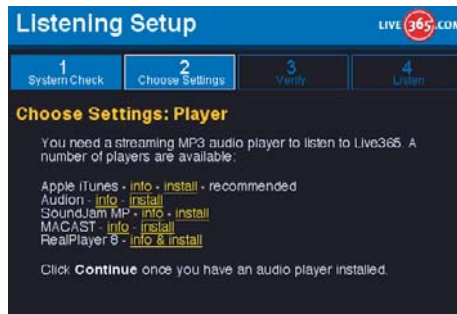 Listening Setup
LIVE 365.COM
1
System Check
2
Choose Settings
3
Verify
4
Listen
Choose Settings: Player
You need a streaming MP3 audio player to listen to Live365. A
number of players are available:
Apple iTunes - info - install - recommended
Audion - info - install
SoundJam MP - info - install
MACAST - info - install
RealPlayer 8 - info & install
Click Continue once you have an audio player installed.